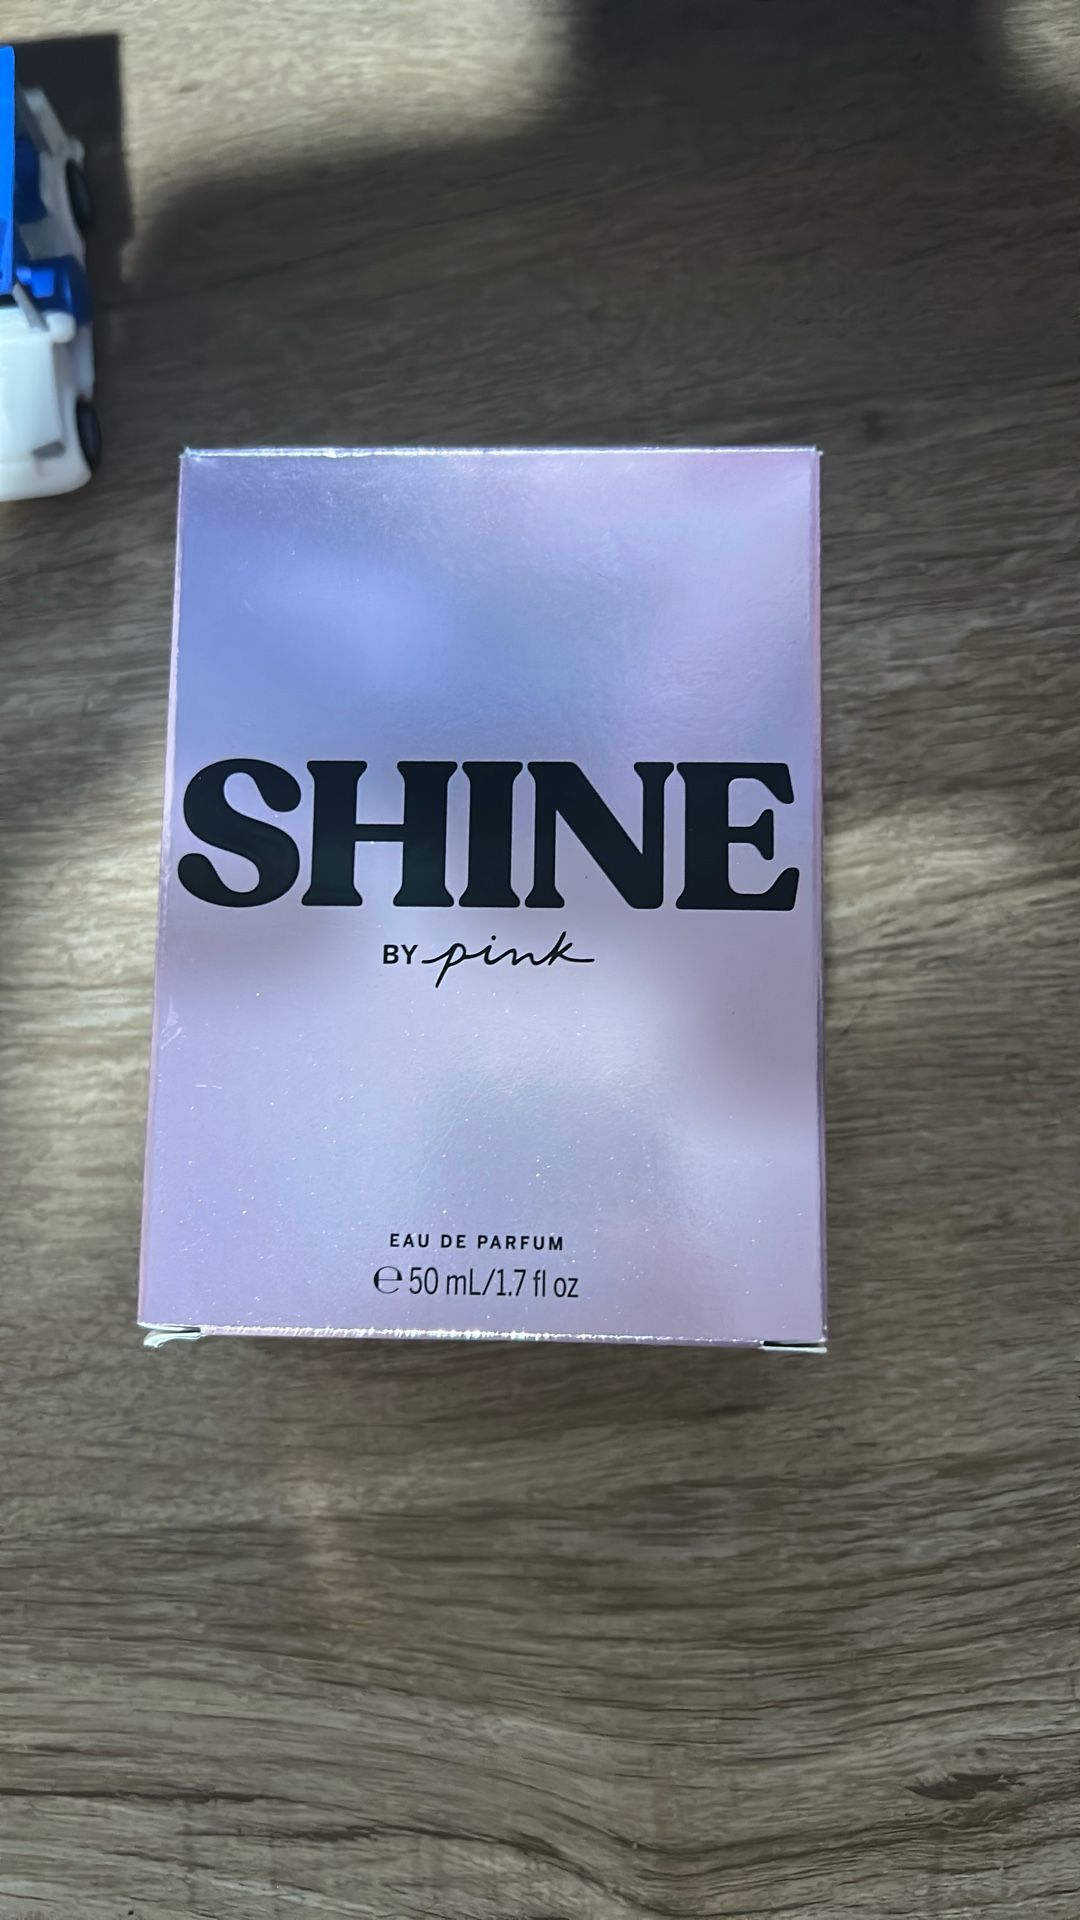 SHINE
BY pink
EAU DE PARFUM
℮ 50 mL/1.7 fl oz